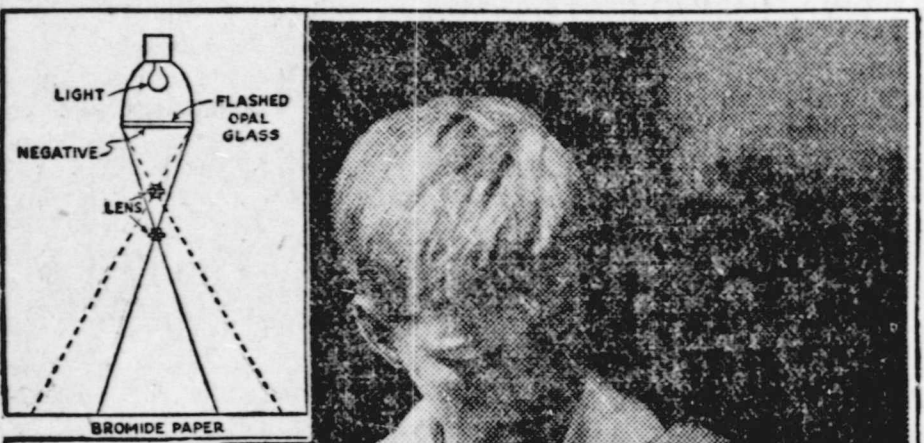 LIGHT
FLASHED
OPAL
GLASS
NEGATIVE
LENS
BROMIDE PAPER